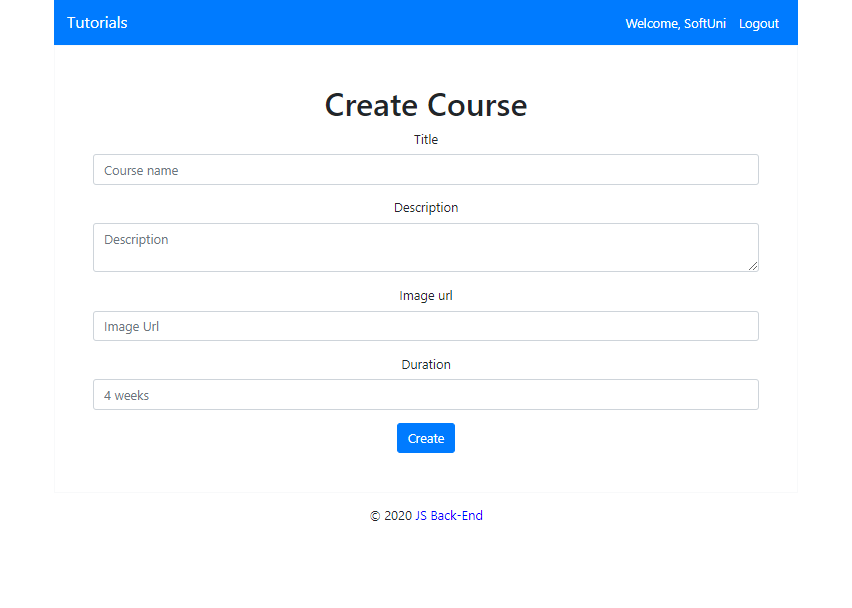 Tutorials
Welcome, SoftUni Logout
Create Course
Title
Course name
Description
Description
Image url
Image Url
Duration
4 weeks
Create
© 2020 JS Back-End